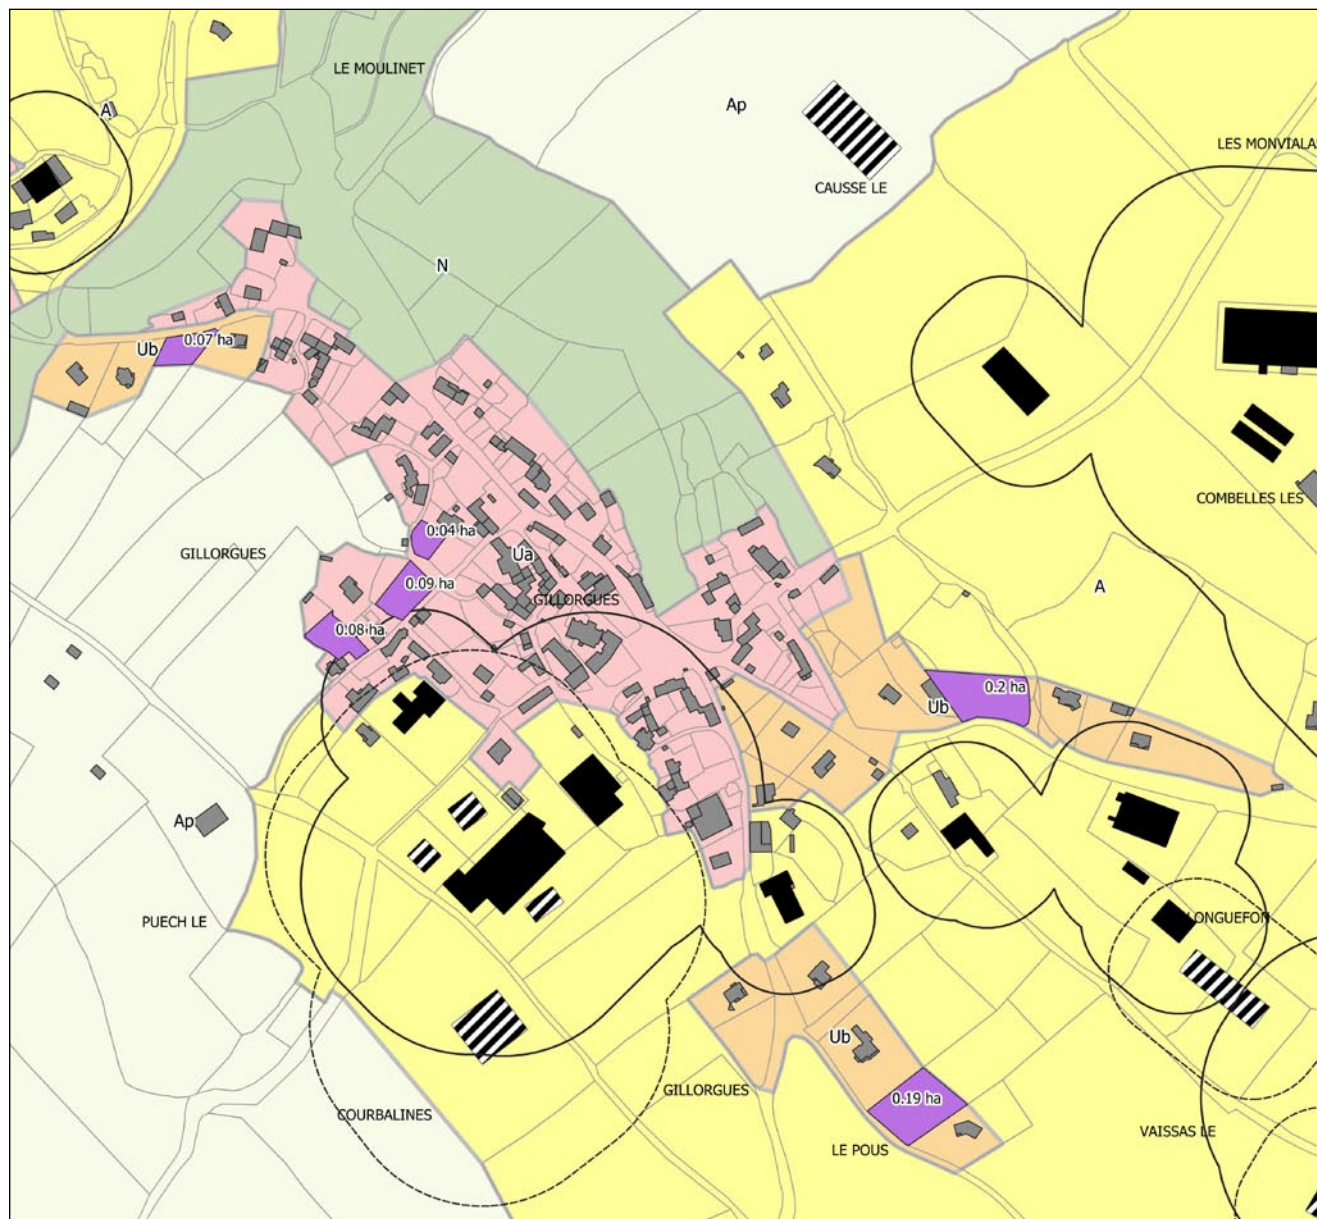 LE MOULINET
Ap
A
LES MONVIALA
CAUSSE LE
N
0.07 ha
Ub
COMBELLES LES
0.04 ha
GILLORGUES
Ua
0.09 ha
A
GILLORGUES
0.08 ha
0.2 ha
Ub
Ap
PUECH LE
LONGUEFON
Ub
GILLORGUES
0.19 ha
COURBALINES
VAISSAS LE
LE POUS